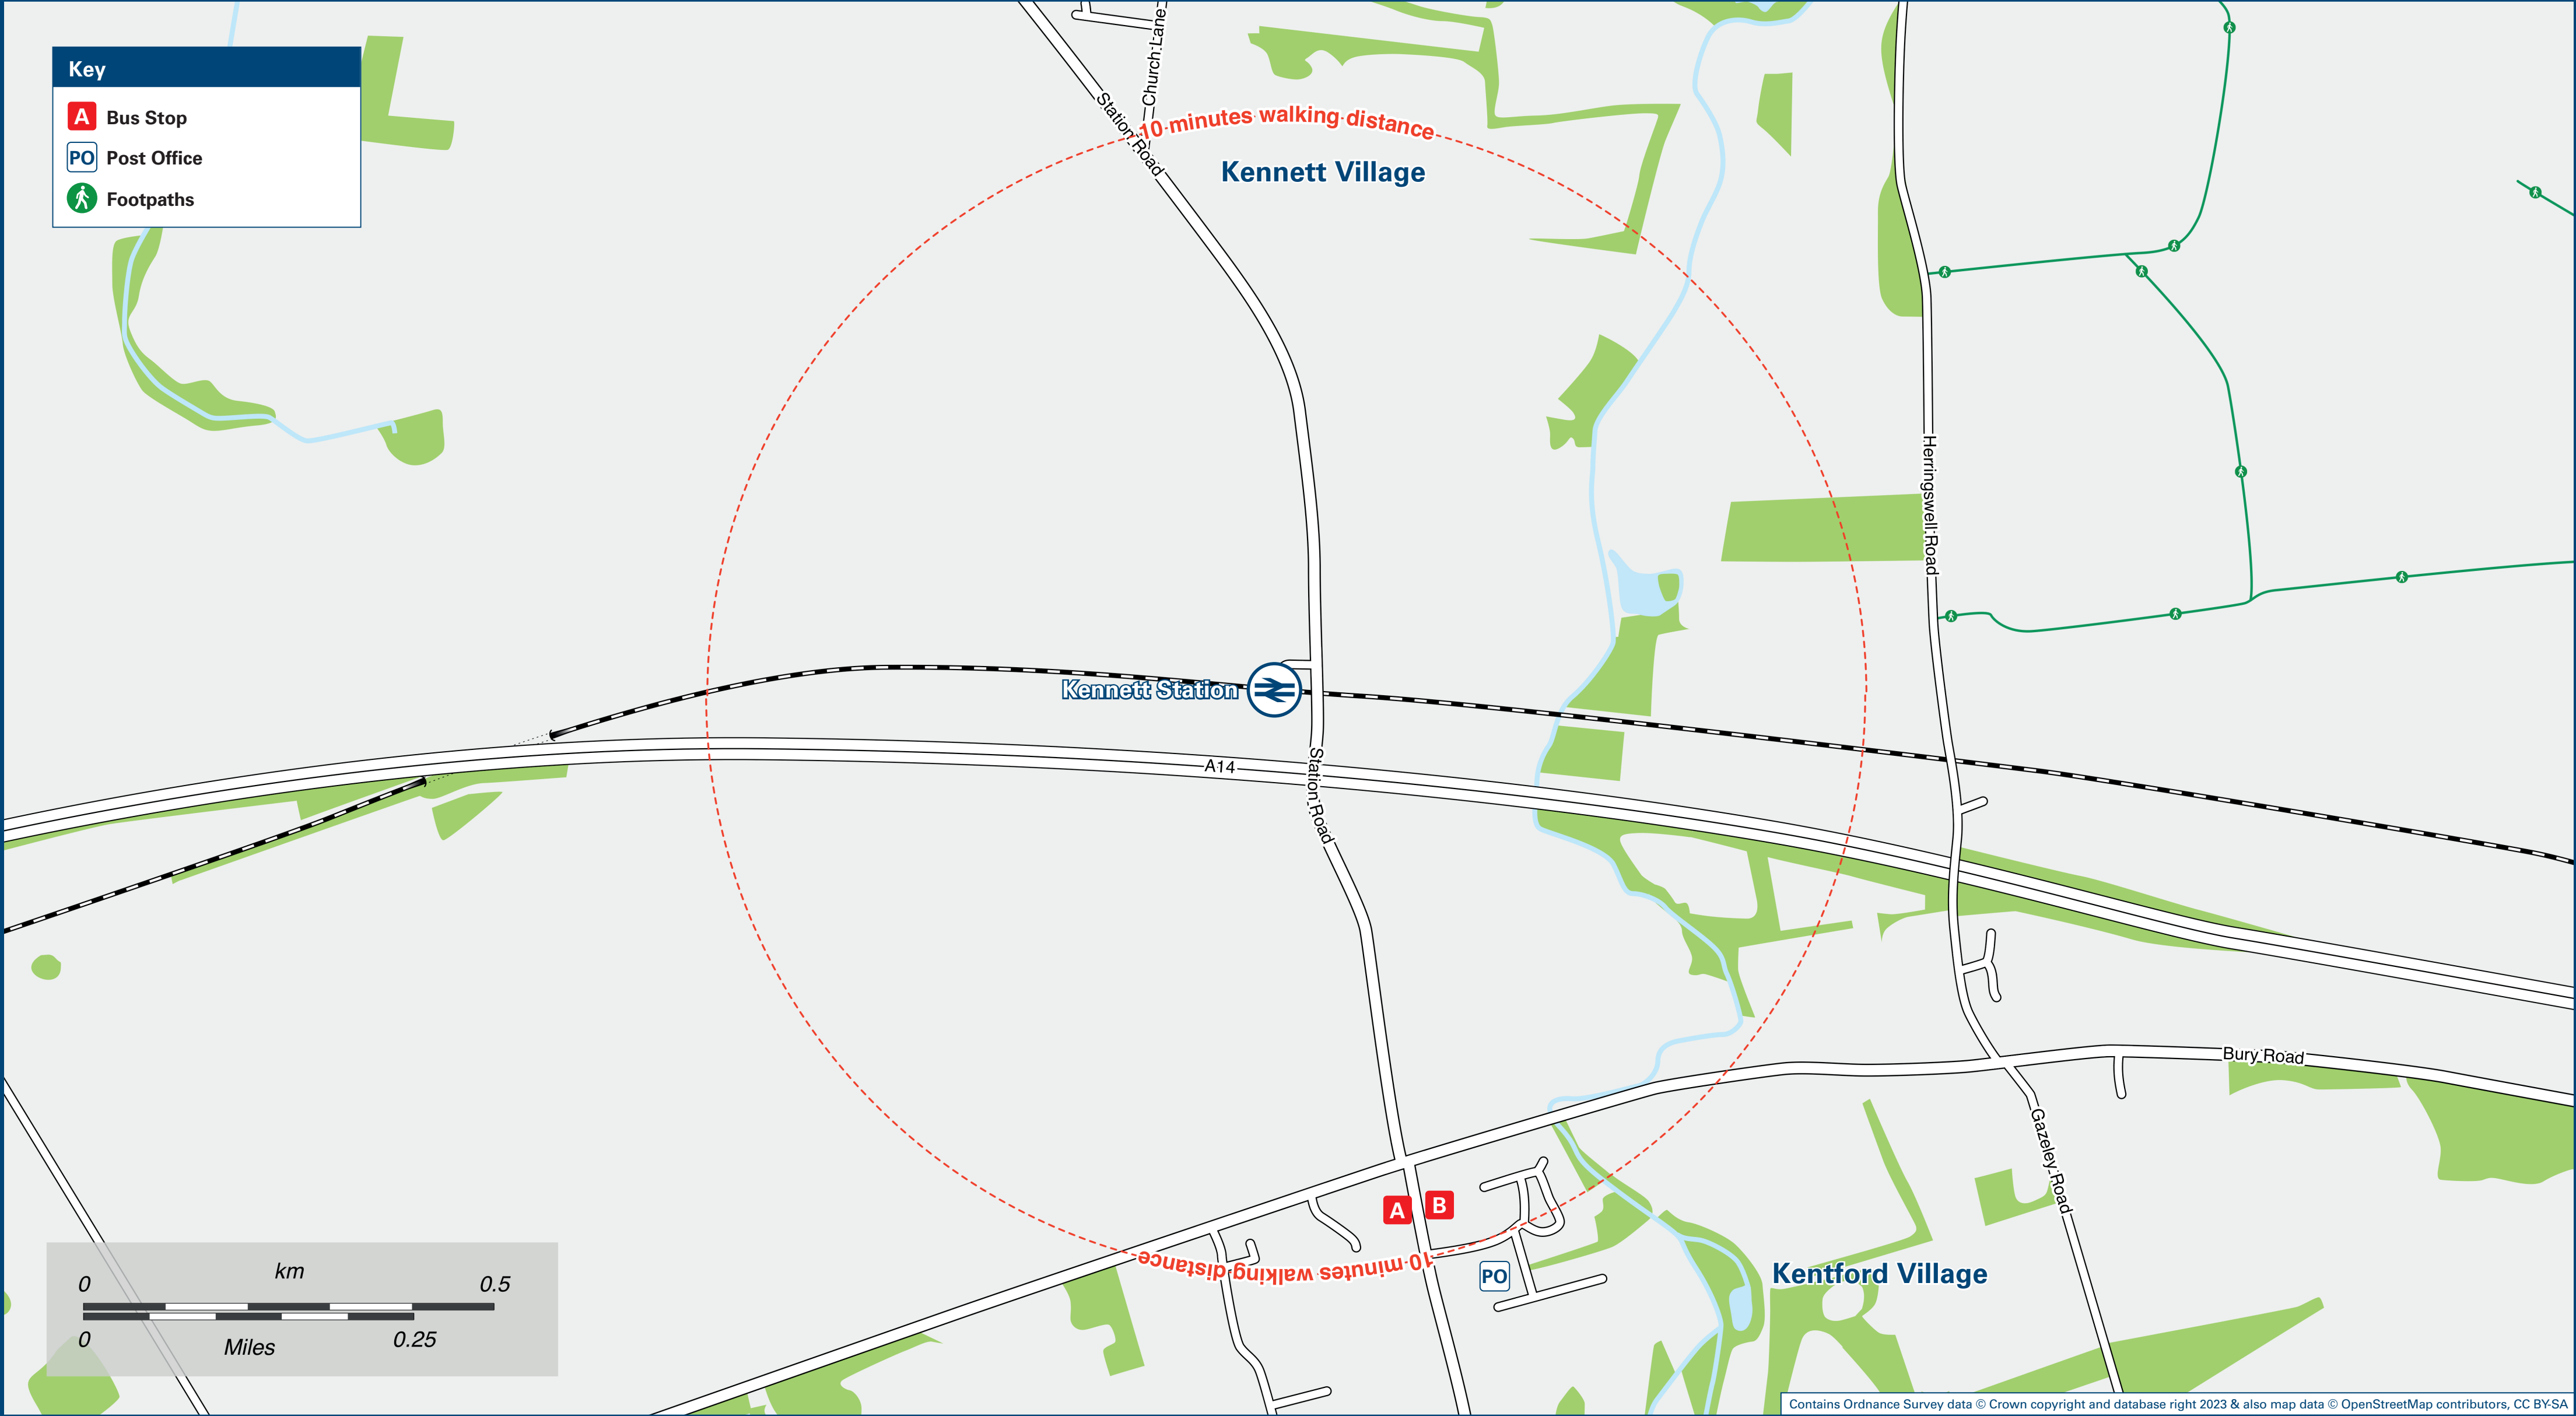 Key
A Bus Stop
PO Post Office
Footpaths
Church Lane
Station Road
10 minutes walking distance
Kennett Village
Herringswell Road
Kennett Station
A14
Station Road
Bury Road
Gazeley Road
A
B
10 minutes walking distance
PO
Kentford Village
km
0 0.5
0 0.25
Miles
Contains Ordnance Survey data © Crown copyright and database right 2023 & also map data © OpenStreetMap contributors, CC BY-SA